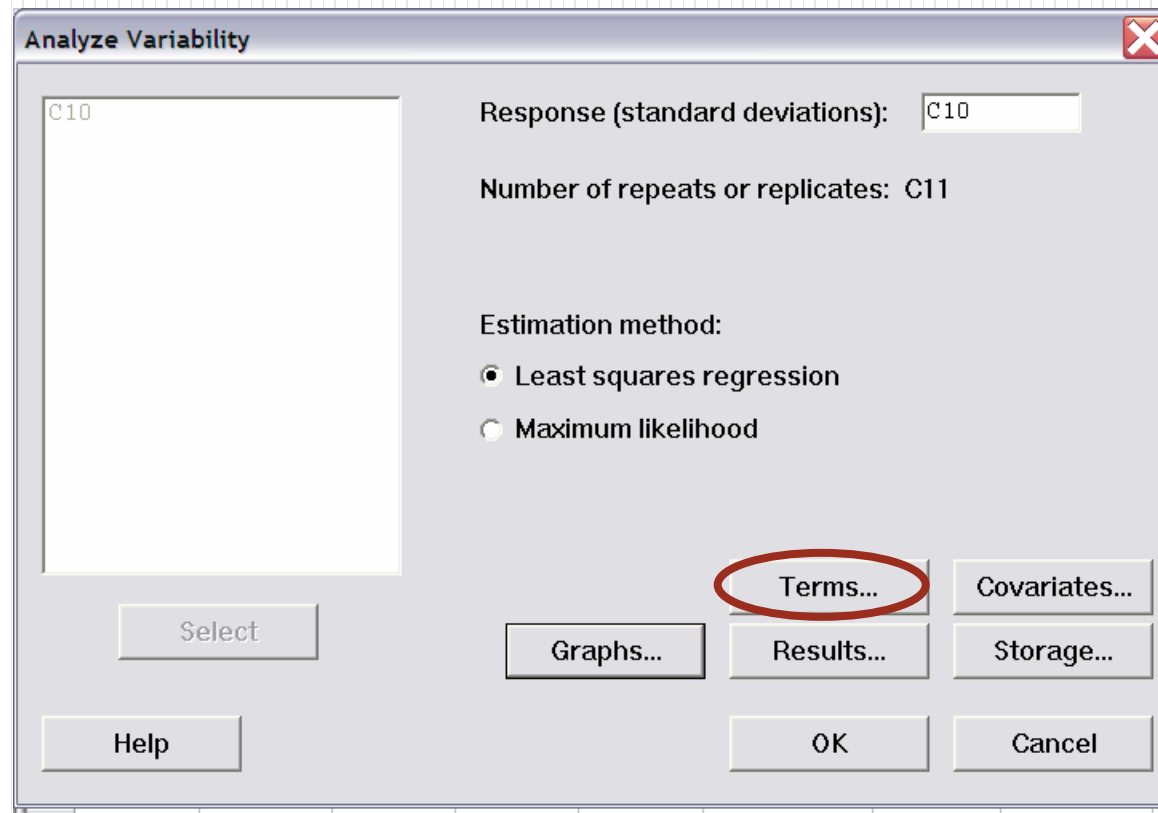 Analyze Variability
C10
Response (standard deviations): C10
Number of repeats or replicates: C11
Estimation method:
Least squares regression
Maximum likelihood
Terms... Covariates...
Select
Graphs... Results... Storage...
Help OK Cancel